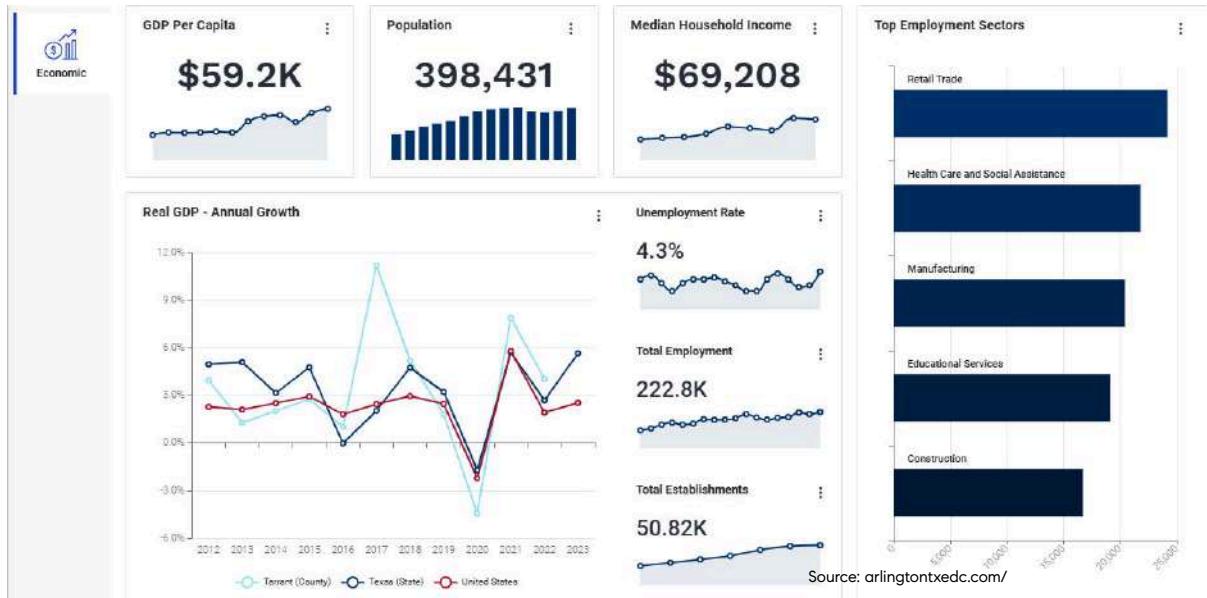 Economic
GDP Per Capita
$59.2K
Population
398,431
Median Household Income
$69,208
Top Employment Sectors
Retail Trade
Health Care and Social Assistance
Manufacturing
Educational Services
Construction
0
5,000
10,000
15,000
20,000
25,000
Real GDP - Annual Growth
12.0%
9.0%
6.0%
3.0%
0.0%
-3.0%
-6.0%
2012 2013 2014 2015 2016 2017 2018 2019 2020 2021 2022 2023
Tarrant (County) Texas (State) United States
Unemployment Rate
4.3%
Total Employment
222.8K
Total Establishments
50.82K
Source: arlingtontxedc.com/